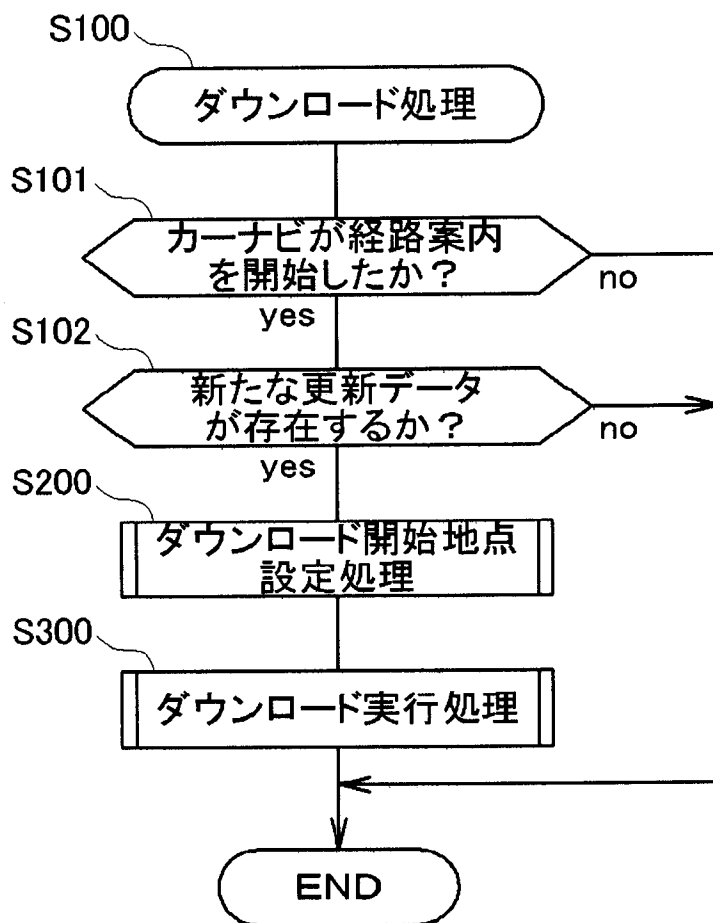 S100
ダウンロード処理
S101
カーナビが経路案内
を開始したか？
no
yes
S102
新たな更新データ
が存在するか？
no
yes
S200
ダウンロード開始地点
設定処理
S300
ダウンロード実行処理
END